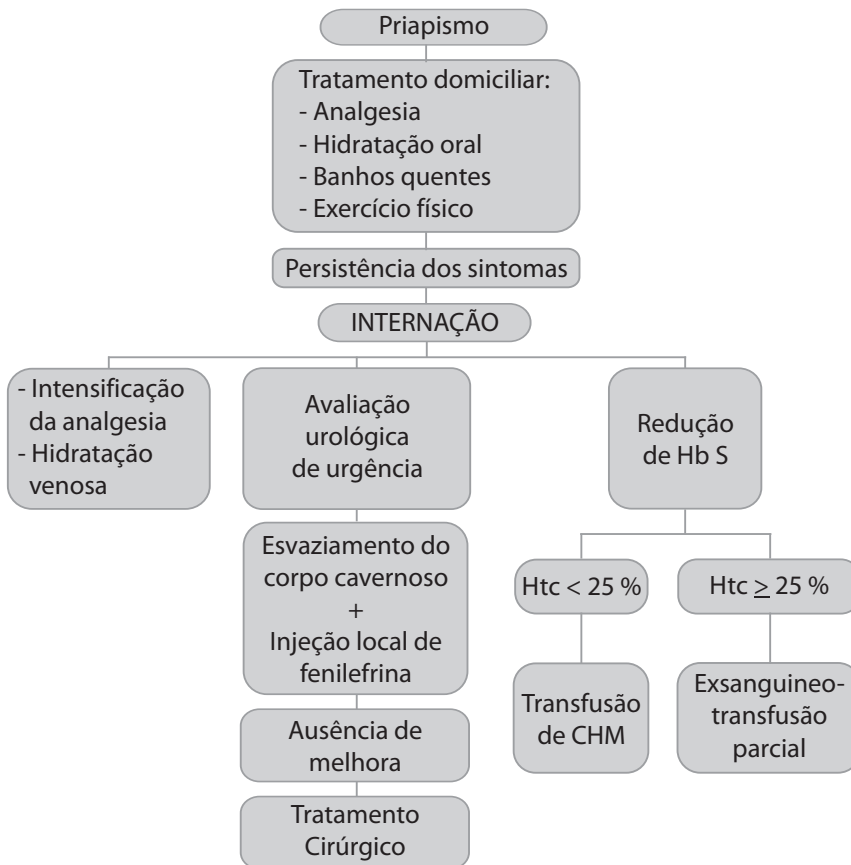 Priapismo
Tratamento domiciliar:
- Analgesia
- Hidratação oral
- Banhos quentes
- Exercício físico
Persistência dos sintomas
INTERNAÇÃO
- Intensificação
da analgesia
- Hidratação
venosa
Avaliação
urológica
de urgência
Esvaziamento do
corpo cavernoso
+
Injeção local de
fenilefrina
Ausência de
melhora
Tratamento
Cirúrgico
Redução
de Hb S
Htc < 25 %
Transfusão
de CHM
Htc ≥ 25 %
Exsanguineo-
transfusão
parcial